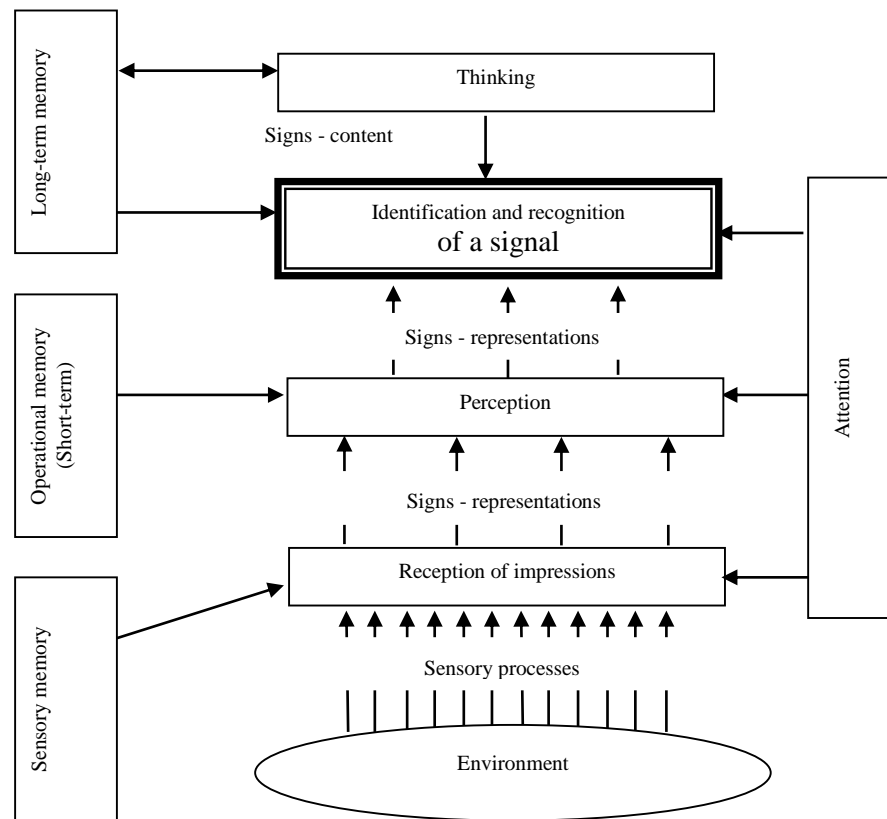 Long-term memory
Thinking
Signs - content
Identification and recognition
of a signal
Signs - representations
Operational memory
(Short-term)
Perception
Attention
Signs - representations
Reception of impressions
Sensory memory
Sensory processes
Environment